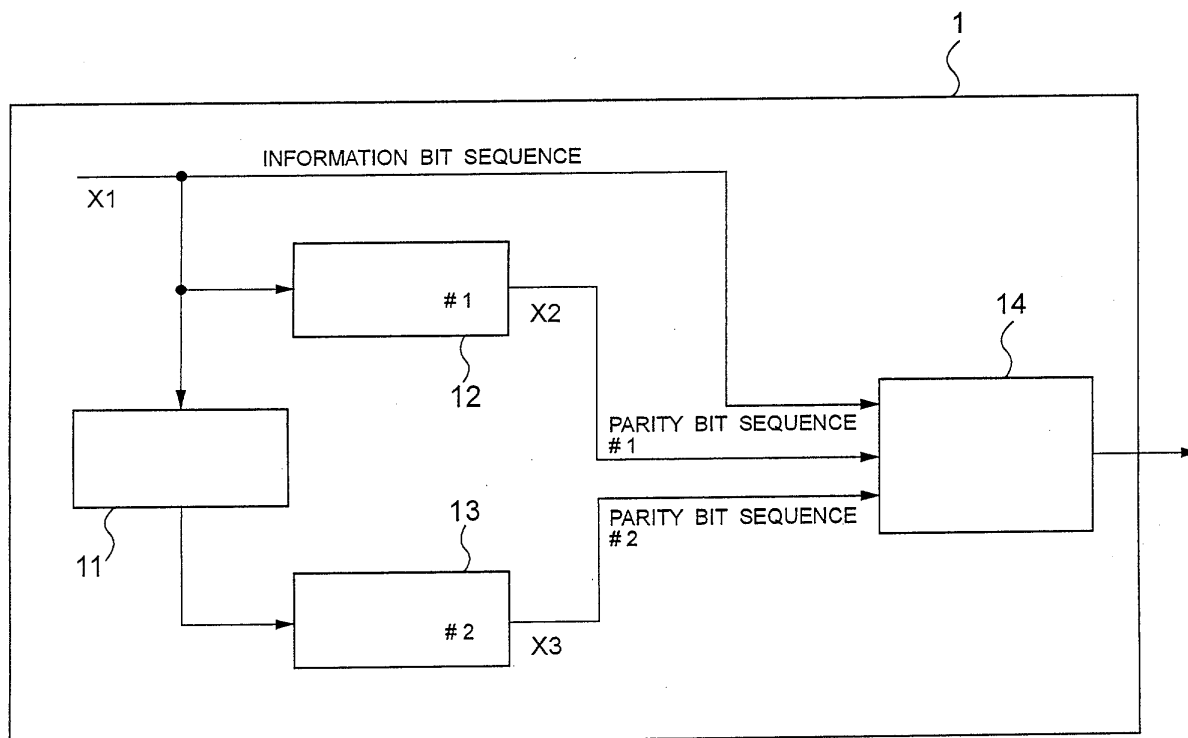 1
INFORMATION BIT SEQUENCE
X1
#1
X2
12
14
PARITY BIT SEQUENCE
#1
11
13
PARITY BIT SEQUENCE
#2
#2
X3